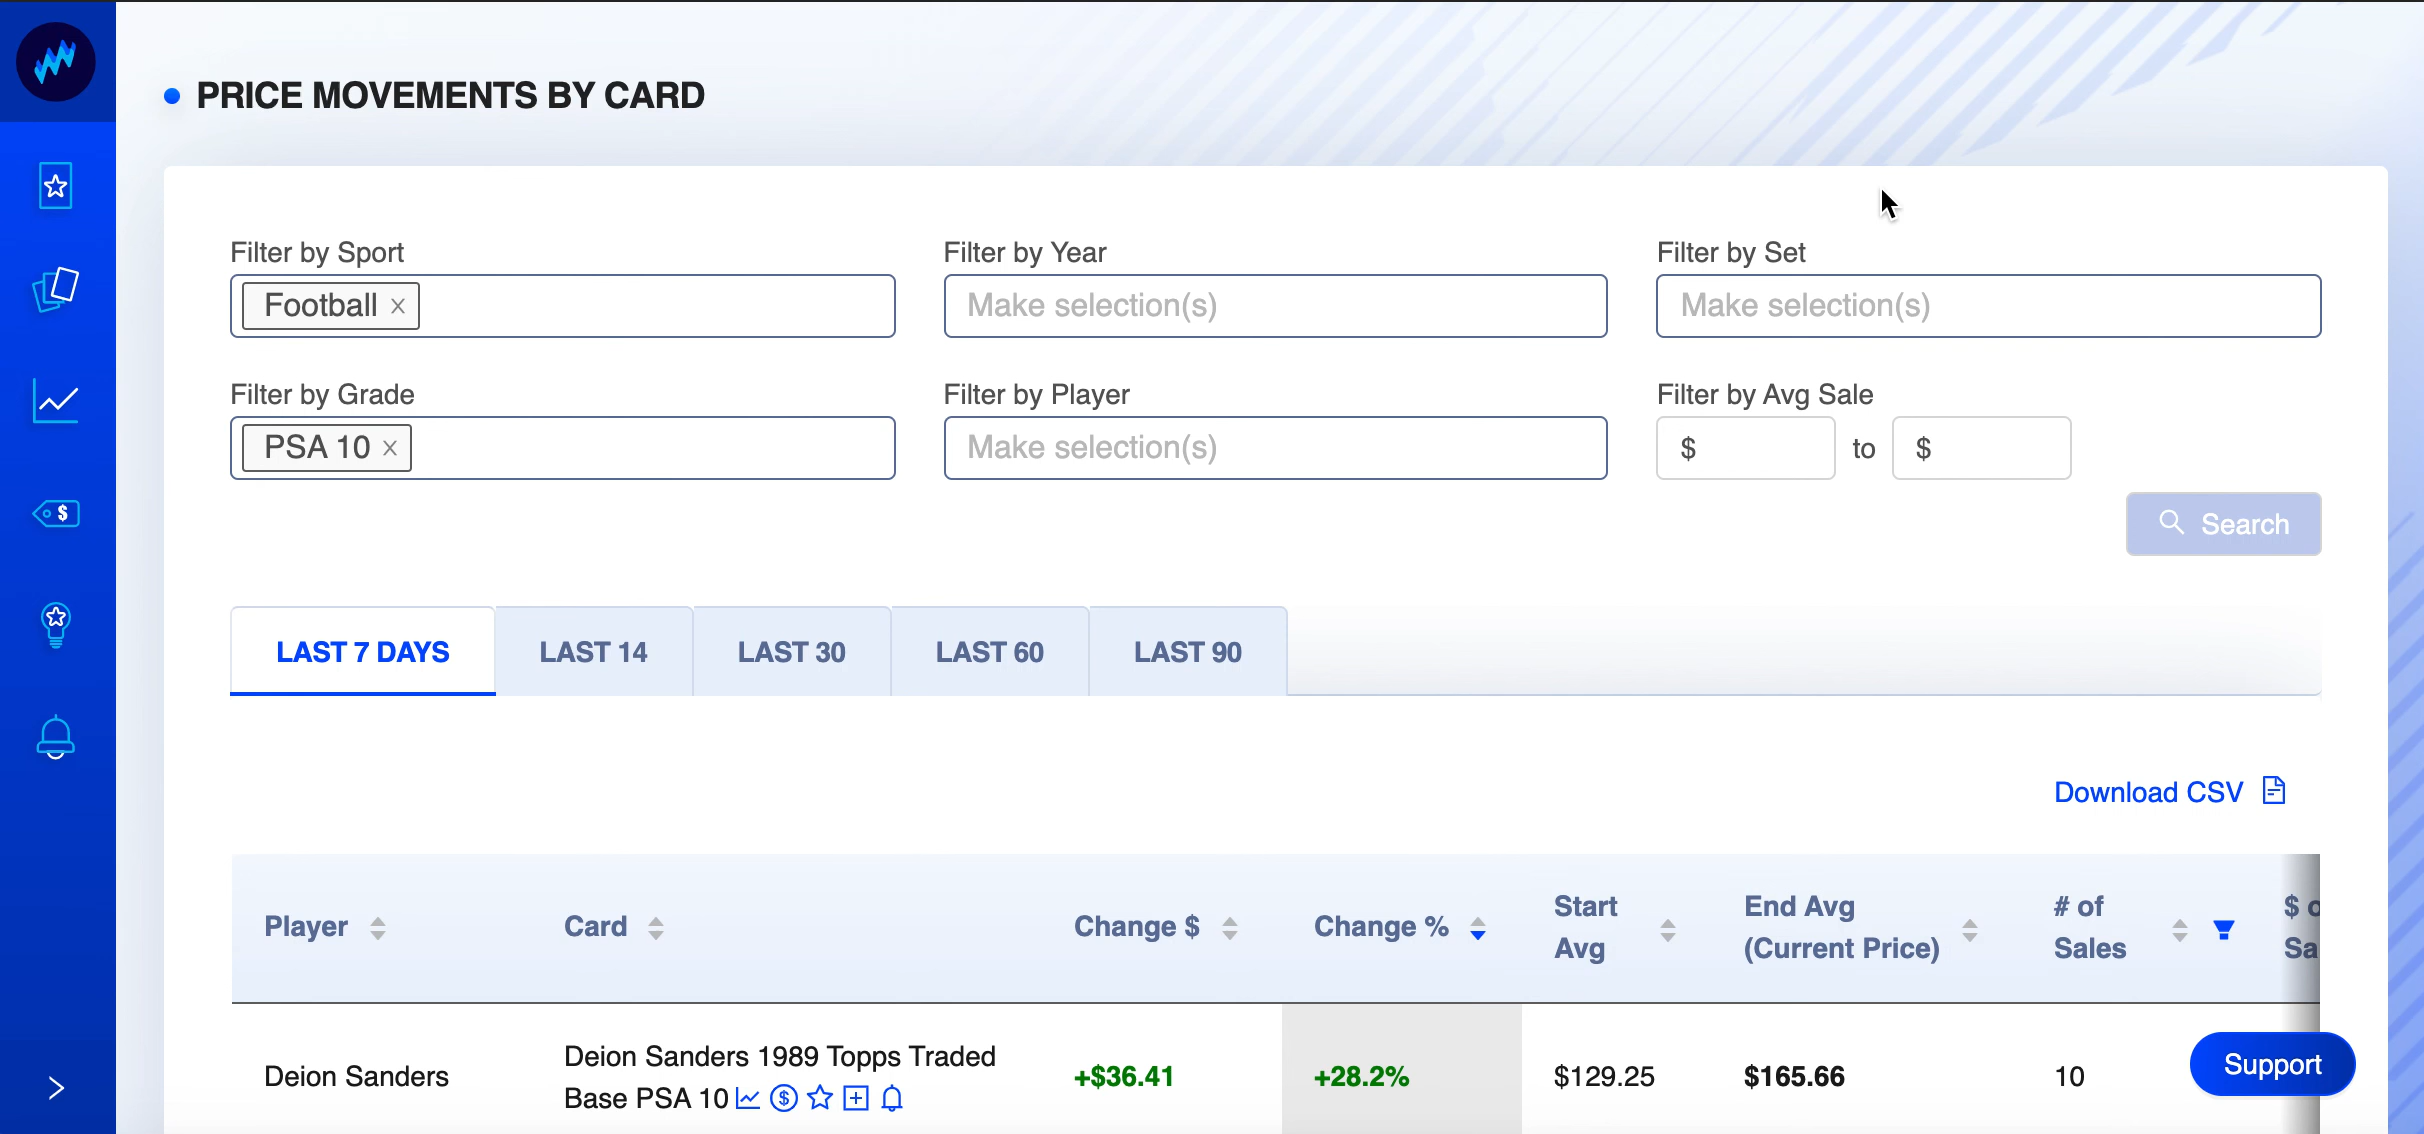 PRICE MOVEMENTS BY CARD
Filter by Sport
Filter by Year
Filter by Set
Football
Make selection(s)
Make selection(s)
Filter by Grade
Filter by Player
Filter by Avg Sale
PSA 10
Make selection(s)
$
to
$
Search
LAST 7 DAYS
LAST 14
LAST 30
LAST 60
LAST 90
Download CSV
Player
Card
Change $
Change %
Start
Avg
End Avg
(Current Price)
# of
Sales
$
Deion Sanders
Deion Sanders 1989 Topps Traded
Base PSA 10
+$36.41
+28.2%
$129.25
$165.66
10
Support